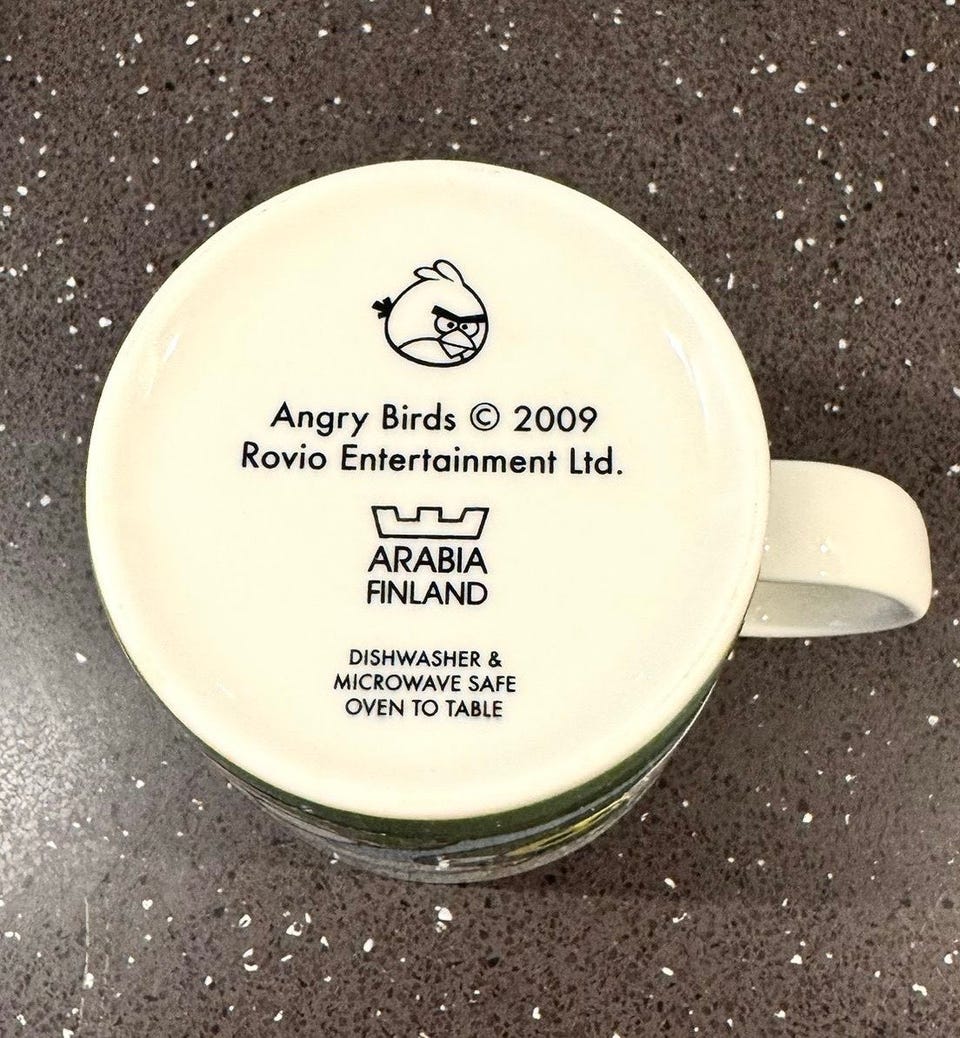 Angry Birds © 2009
Rovio Entertainment Ltd.
ARABIA
FINLAND
DISHWASHER &
MICROWAVE SAFE
OVEN TO TABLE